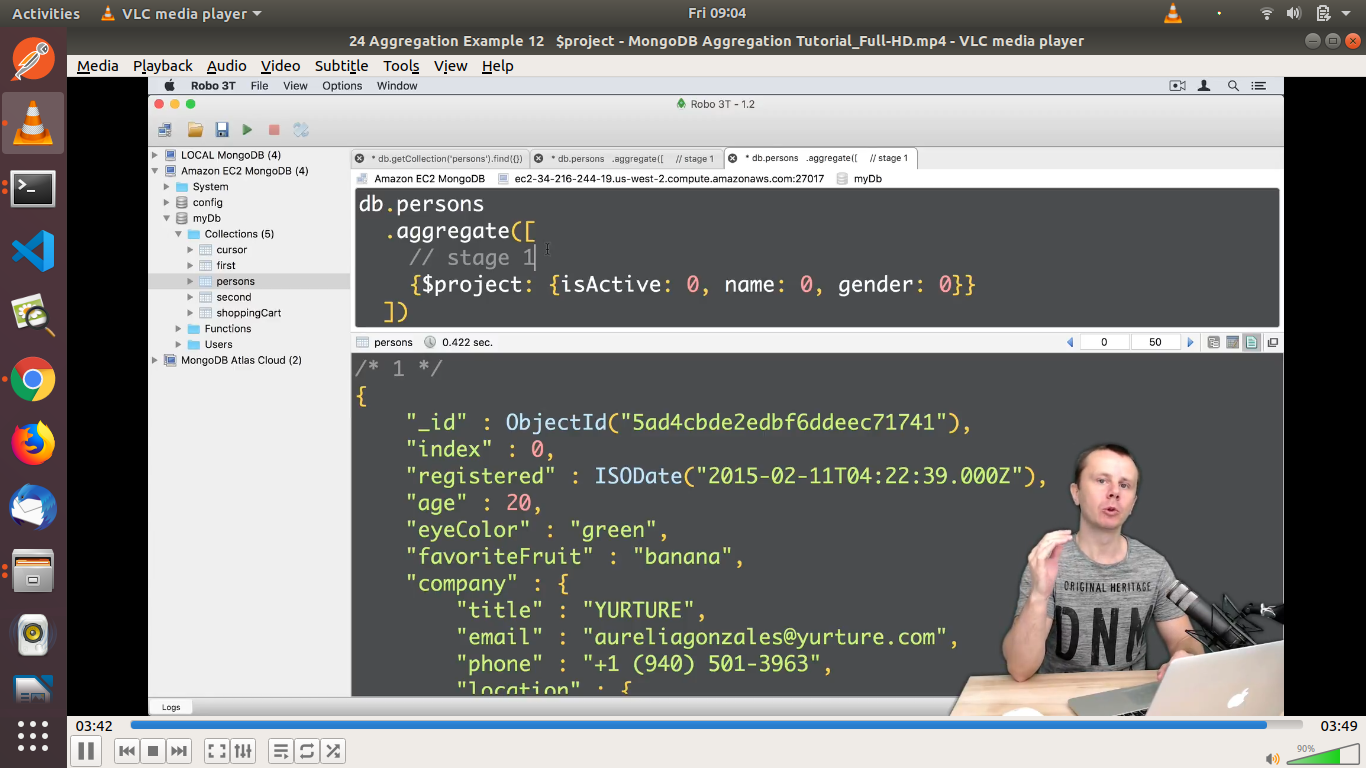 Activities VLC media player Fri 09:04
24 Aggregation Example 12 $project - MongoDB Aggregation Tutorial_Full-HD.mp4 - VLC media player
Media Playback Audio Video Subtitle Tools View Help
Robo 3T File View Options Window
Robo 3T - 1.2
LOCAL MongoDB (4)
Amazon EC2 MongoDB (4)
System
config
myDb
Collections (5)
cursor
first
persons
second
shoppingCart
Functions
Users
MongoDB Atlas Cloud (2)
* db.getCollection('persons').find({}) * db.persons .aggregate([ // stage 1 * db.persons .aggregate([ // stage 1
Amazon EC2 MongoDB ec2-34-216-244-19.us-west-2.compute.amazonaws.com:27017 myDb
db.persons
.aggregate([
// stage 1
{$project: {isActive: 0, name: 0, gender: 0}}
])
persons 0.422 sec. 0 50
/* 1 */
{
"_id" : ObjectId("5ad4cbde2edbf6ddeec71741"),
"index" : 0,
"registered" : ISODate("2015-02-11T04:22:39.000Z"),
"age" : 20,
"eyeColor" : "green",
"favoriteFruit" : "banana",
"company" : {
"title" : "YURTURE",
"email" : "aureliagonzales@yurture.com",
"phone" : "+1 (940) 501-3963",
"location" : {
ORIGINAL HERITAGE
DNM
Logs
03:42 03:49
90%